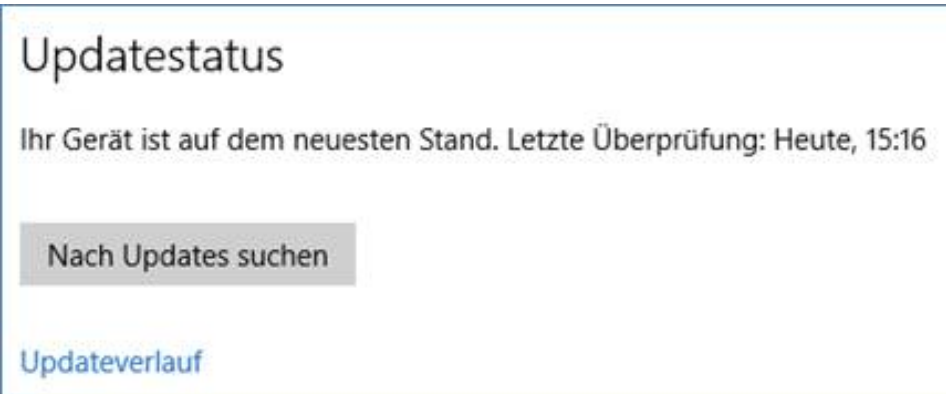 Updatestatus
Ihr Gerät ist auf dem neuesten Stand. Letzte Überprüfung: Heute, 15:16
Nach Updates suchen
Updateverlauf